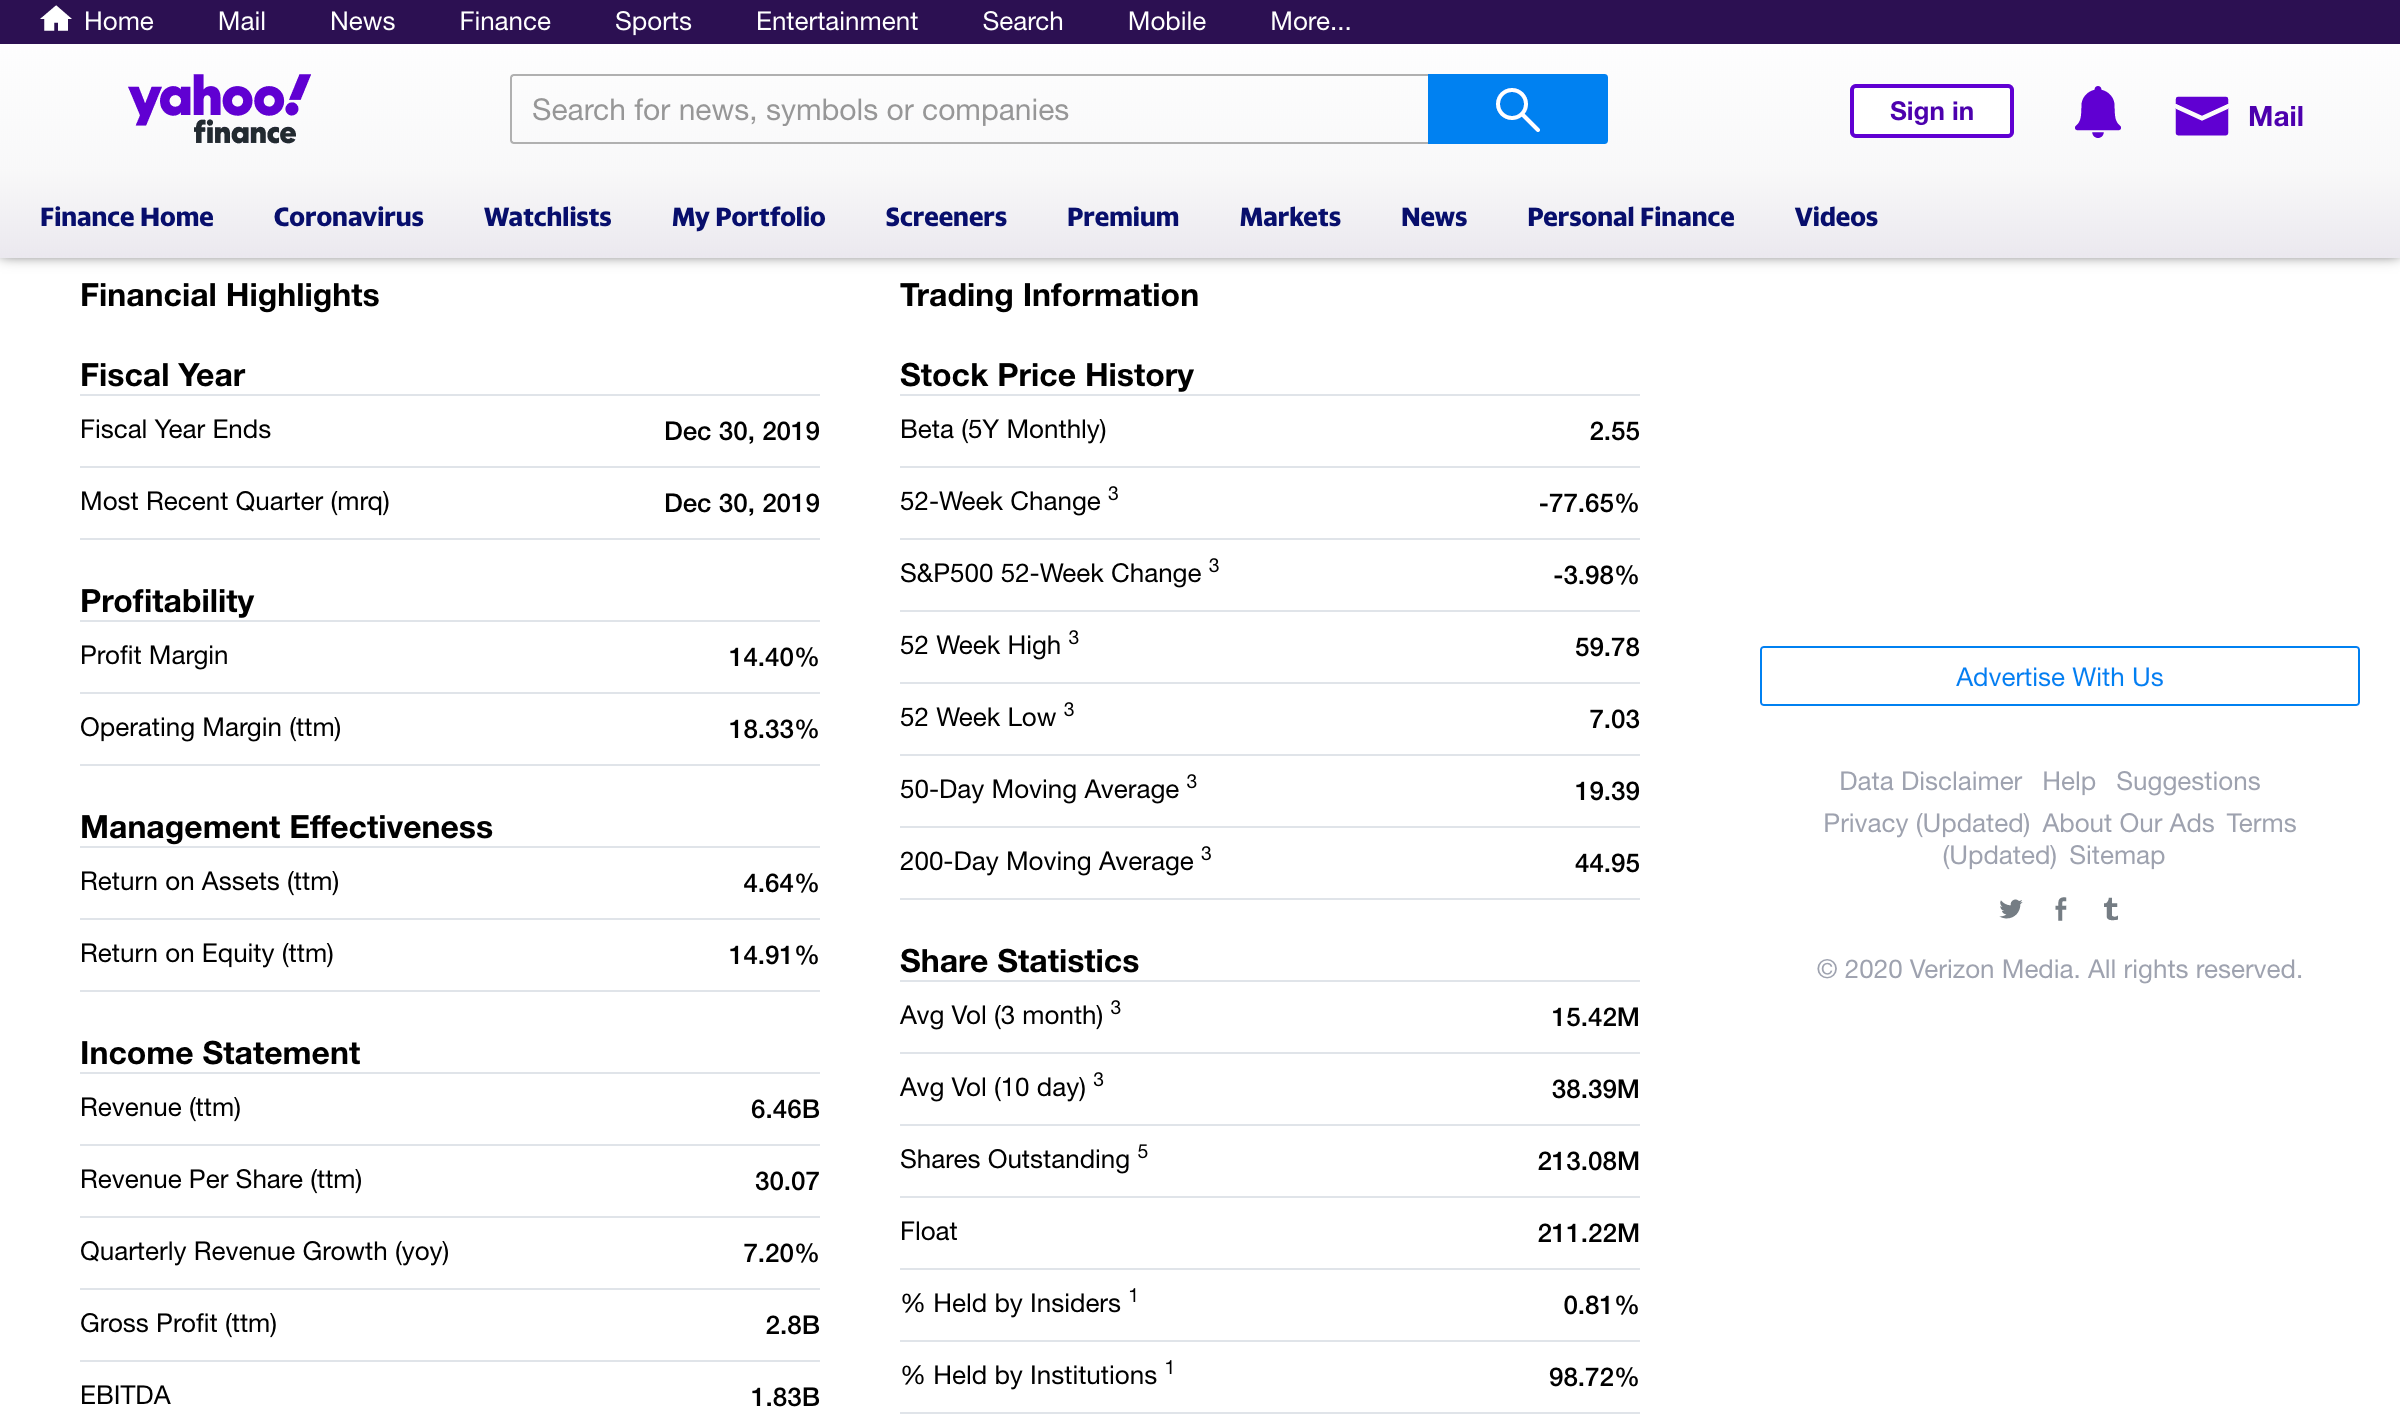 Home Mail News Finance Sports Entertainment Search Mobile More...
yahoo!
finance
Search for news, symbols or companies
Sign in
Mail
Finance Home Coronavirus Watchlists My Portfolio Screeners Premium Markets News Personal Finance Videos
Financial Highlights
Fiscal Year
Fiscal Year Ends Dec 30, 2019
Most Recent Quarter (mrq) Dec 30, 2019
Profitability
Profit Margin 14.40%
Operating Margin (ttm) 18.33%
Management Effectiveness
Return on Assets (ttm) 4.64%
Return on Equity (ttm) 14.91%
Income Statement
Revenue (ttm) 6.46B
Revenue Per Share (ttm) 30.07
Quarterly Revenue Growth (yoy) 7.20%
Gross Profit (ttm) 2.8B
EBITDA 1.83B
Trading Information
Stock Price History
Beta (5Y Monthly) 2.55
52-Week Change 3 -77.65%
S&P500 52-Week Change 3 -3.98%
52 Week High 3 59.78
52 Week Low 3 7.03
50-Day Moving Average 3 19.39
200-Day Moving Average 3 44.95
Share Statistics
Avg Vol (3 month) 3 15.42M
Avg Vol (10 day) 3 38.39M
Shares Outstanding 5 213.08M
Float 211.22M
% Held by Insiders 1 0.81%
% Held by Institutions 1 98.72%
Advertise With Us
Data Disclaimer Help Suggestions
Privacy (Updated) About Our Ads Terms
(Updated) Sitemap
© 2020 Verizon Media. All rights reserved.